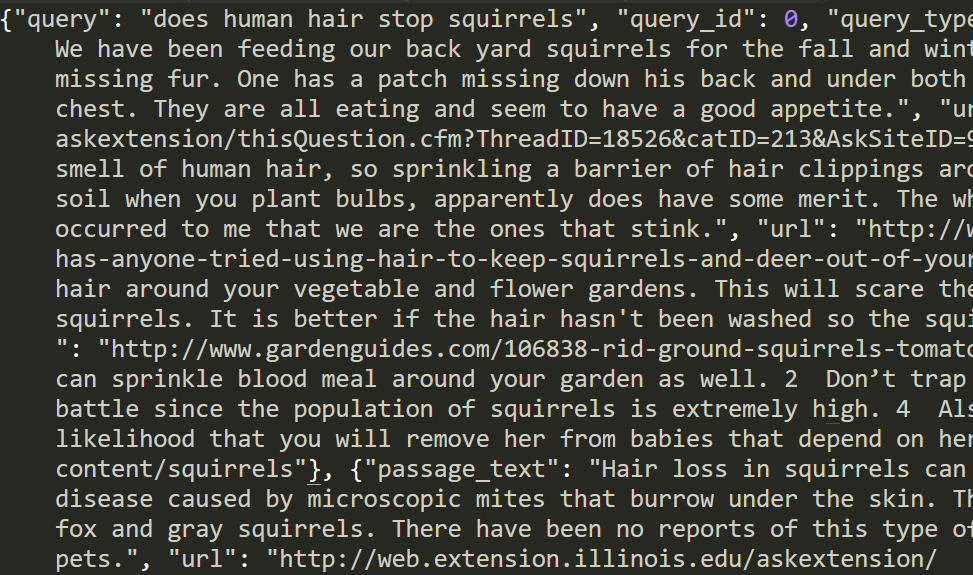 {"query": "does human hair stop squirrels", "query_id": 0, "query_type
We have been feeding our back yard squirrels for the fall and wint
missing fur. One has a patch missing down his back and under both
chest. They are all eating and seem to have a good appetite.", "ur
askextension/thisQuestion.cfm?ThreadID=18526&catID=213&AskSiteID=9
smell of human hair, so sprinkling a barrier of hair clippings aro
soil when you plant bulbs, apparently does have some merit. The wh
occurred to me that we are the ones that stink.", "url": "http://w
has-anyone-tried-using-hair-to-keep-squirrels-and-deer-out-of-your
hair around your vegetable and flower gardens. This will scare the
squirrels. It is better if the hair hasn't been washed so the squi
": "http://www.gardenguides.com/106838-rid-ground-squirrels-tomato
can sprinkle blood meal around your garden as well. 2  Don’t trap
battle since the population of squirrels is extremely high. 4  Als
likelihood that you will remove her from babies that depend on her
content/squirrels"}, {"passage_text": "Hair loss in squirrels can
disease caused by microscopic mites that burrow under the skin. Th
fox and gray squirrels. There have been no reports of this type of
pets.", "url": "http://web.extension.illinois.edu/askextension/